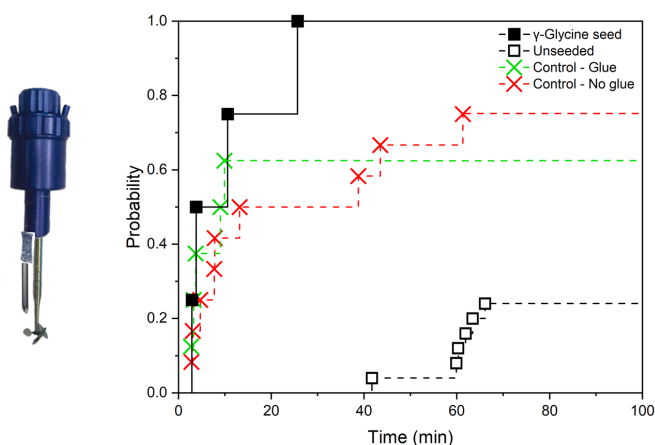 γ-Glycine seed
Unseeded
Control - Glue
Control - No glue
Probability
1.0
0.8
0.6
0.4
0.2
0.0
0
20
40
60
80
100
Time (min)